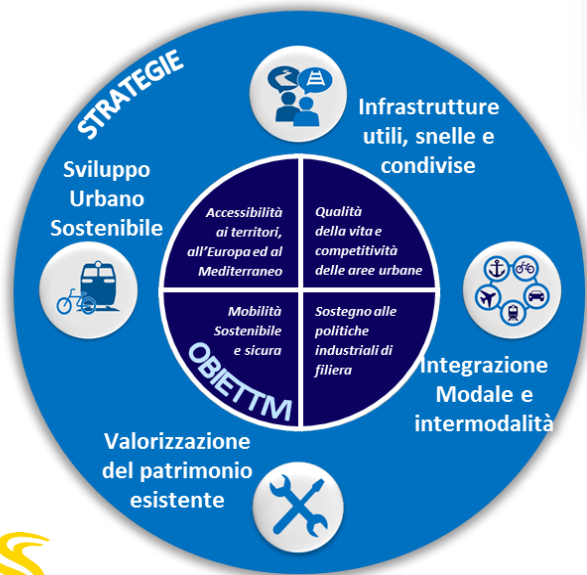 STRATEGIE
Infrastrutture
utili, snelle e
condivise
Sviluppo
Urbano
Sostenibile
Accessibilità
ai territori,
all'Europa ed al
Mediterraneo
Qualità
della vita e
competitività
delle aree urbane
Mobilità
Sostenibile
e sicura
Sostegno alle
politiche
industriali di
filiera
OBIETTM
Integrazione
Modale e
intermodalità
Valorizzazione
del patrimonio
esistente